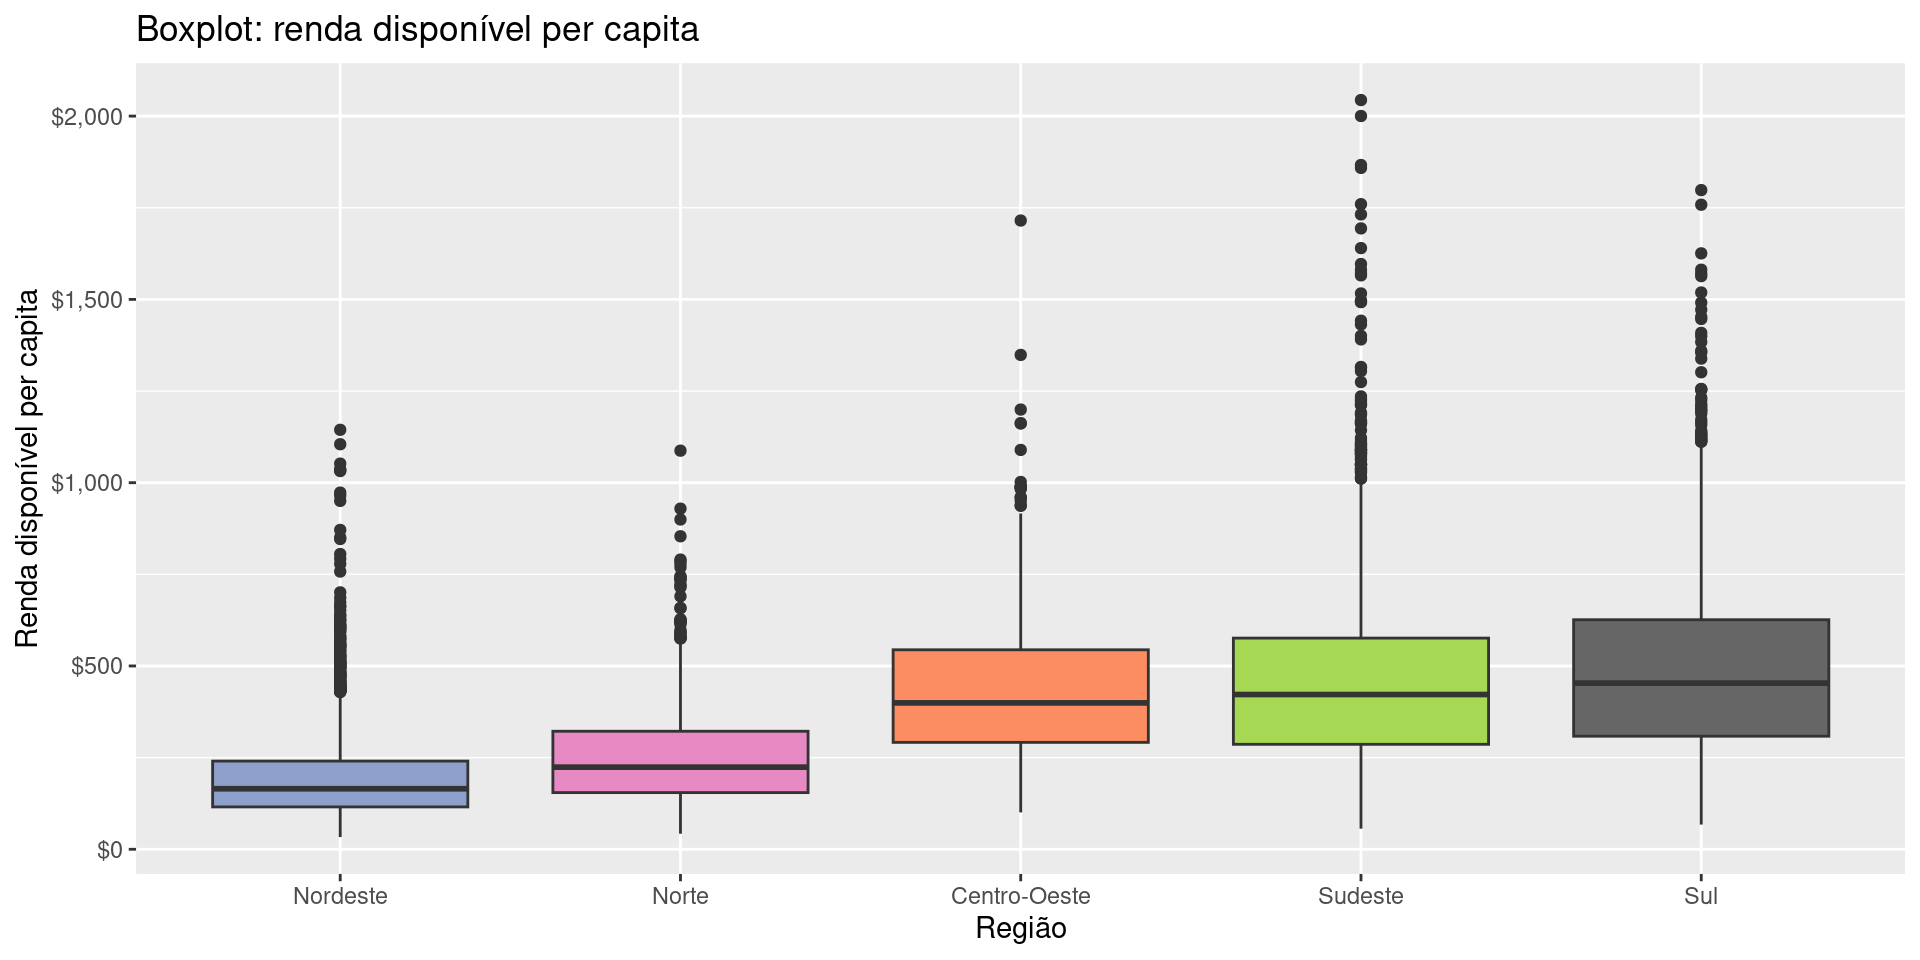 Boxplot: renda disponível per capita
Renda disponível per capita
$2,000
$1,500
$1,000
$500
$0
Nordeste Norte Centro-Oeste Sudeste Sul
Região